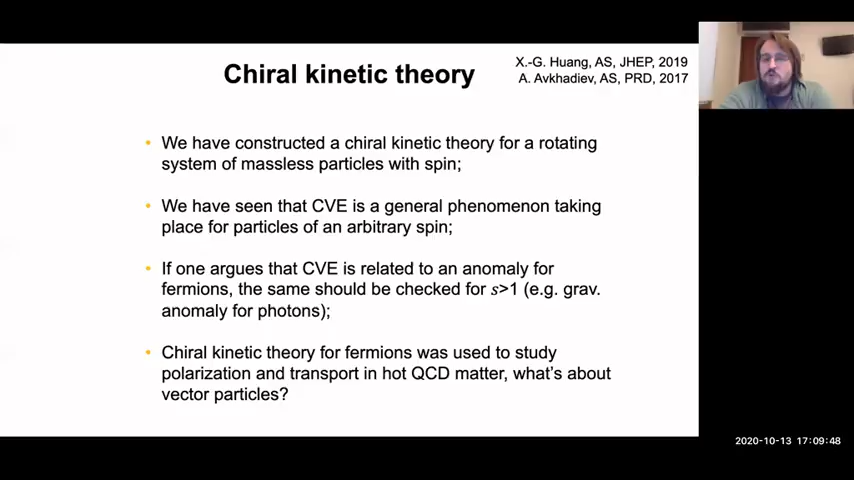 Chiral kinetic theory
X.-G. Huang, AS, JHEP, 2019
A. Avkhadiev, AS, PRD, 2017
• We have constructed a chiral kinetic theory for a rotating
system of massless particles with spin;
• We have seen that CVE is a general phenomenon taking
place for particles of an arbitrary spin;
• If one argues that CVE is related to an anomaly for
fermions, the same should be checked for s>1 (e.g. grav.
anomaly for photons);
• Chiral kinetic theory for fermions was used to study
polarization and transport in hot QCD matter, what's about
vector particles?
2020-10-13 17:09:48